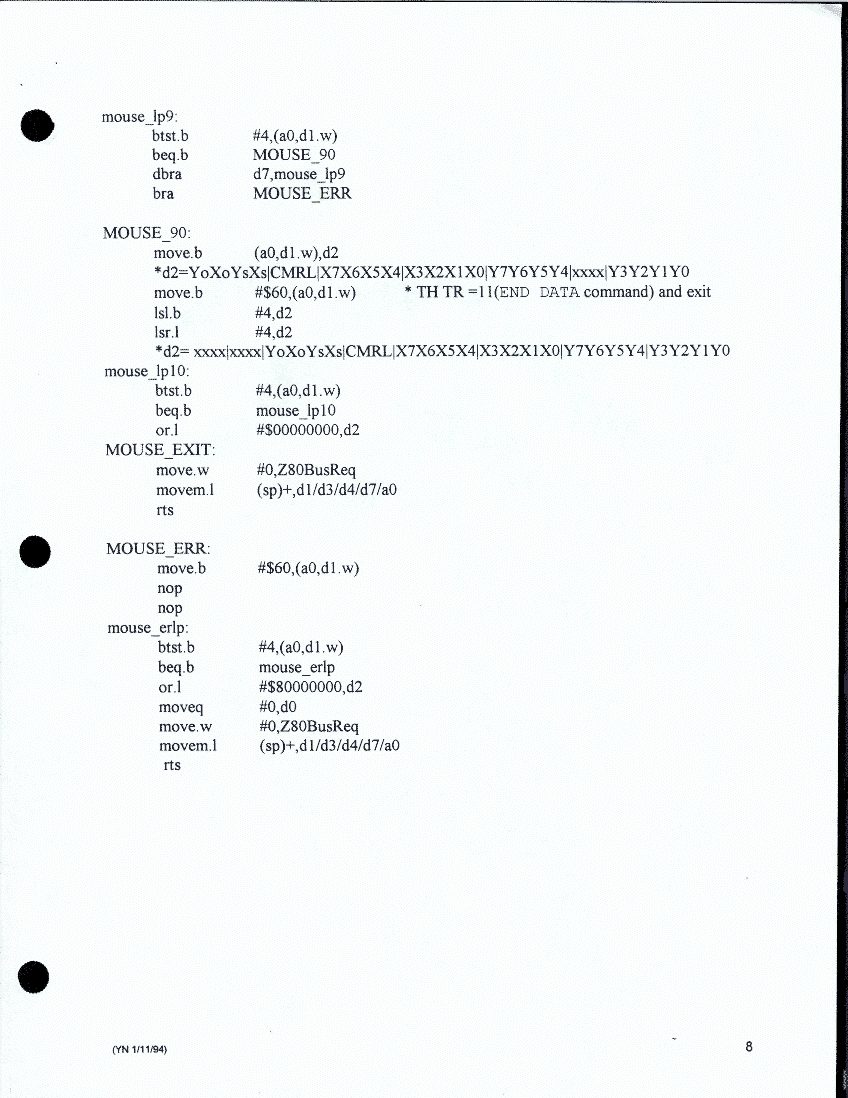 mouse_lp9:
btst.b #4,(a0,d1.w)
beq.b MOUSE_90
dbra d7,mouse_lp9
bra MOUSE_ERR
MOUSE_90:
move.b (a0,d1.w),d2
*d2=YoXoYsXs|CMRL|X7X6X5X4|X3X2X1X0|Y7Y6Y5Y4|xxxx|Y3Y2Y1Y0
move.b #$60,(a0,d1.w) * TH TR =11(END DATA command) and exit
lsl.b #4,d2
lsr.l #4,d2
*d2= xxxx|xxxx|YoXoYsXs|CMRL|X7X6X5X4|X3X2X1X0|Y7Y6Y5Y4|Y3Y2Y1Y0
mouse_lp10:
btst.b #4,(a0,d1.w)
beq.b mouse_lp10
or.l #$00000000,d2
MOUSE_EXIT:
move.w #0,Z80BusReq
movem.l (sp)+,d1/d3/d4/d7/a0
rts
MOUSE_ERR:
move.b #$60,(a0,d1.w)
nop
nop
mouse_erlp:
btst.b #4,(a0,d1.w)
beq.b mouse_erlp
or.l #$80000000,d2
moveq #0,d0
move.w #0,Z80BusReq
movem.l (sp)+,d1/d3/d4/d7/a0
rts
(YN 1/11/94) 8